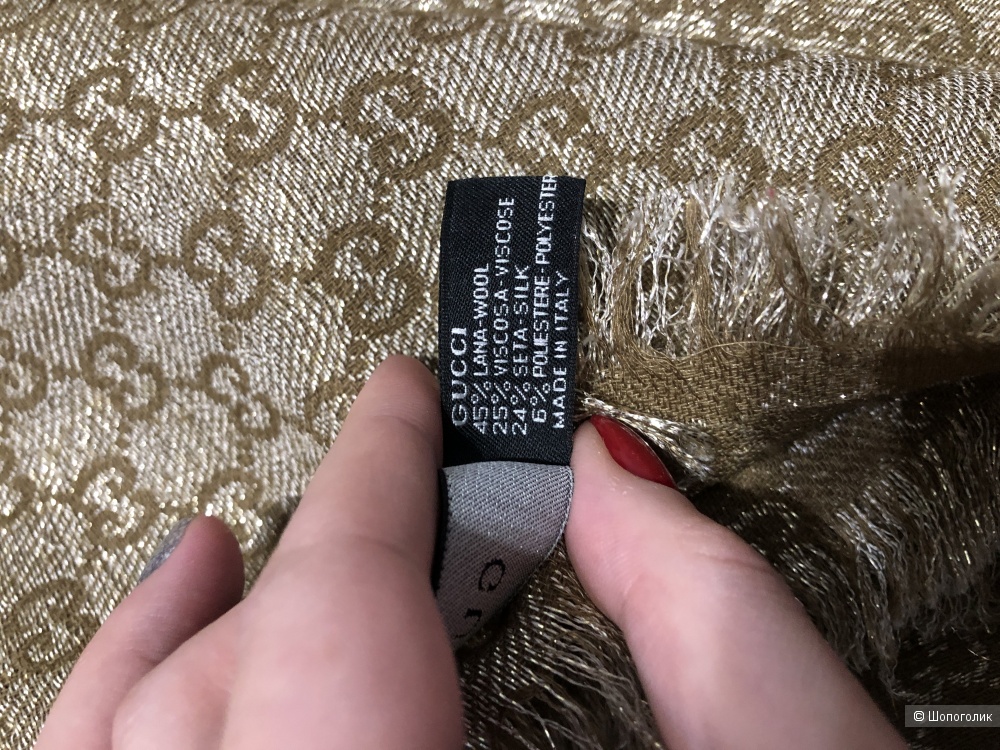 GUCCI
45% LANA-WOOL
25% VISCOSA-VISCOSE
24% SETA-SILK
6% POLIESTERE-POLYESTER
MADE IN ITALY
© Шопоголик